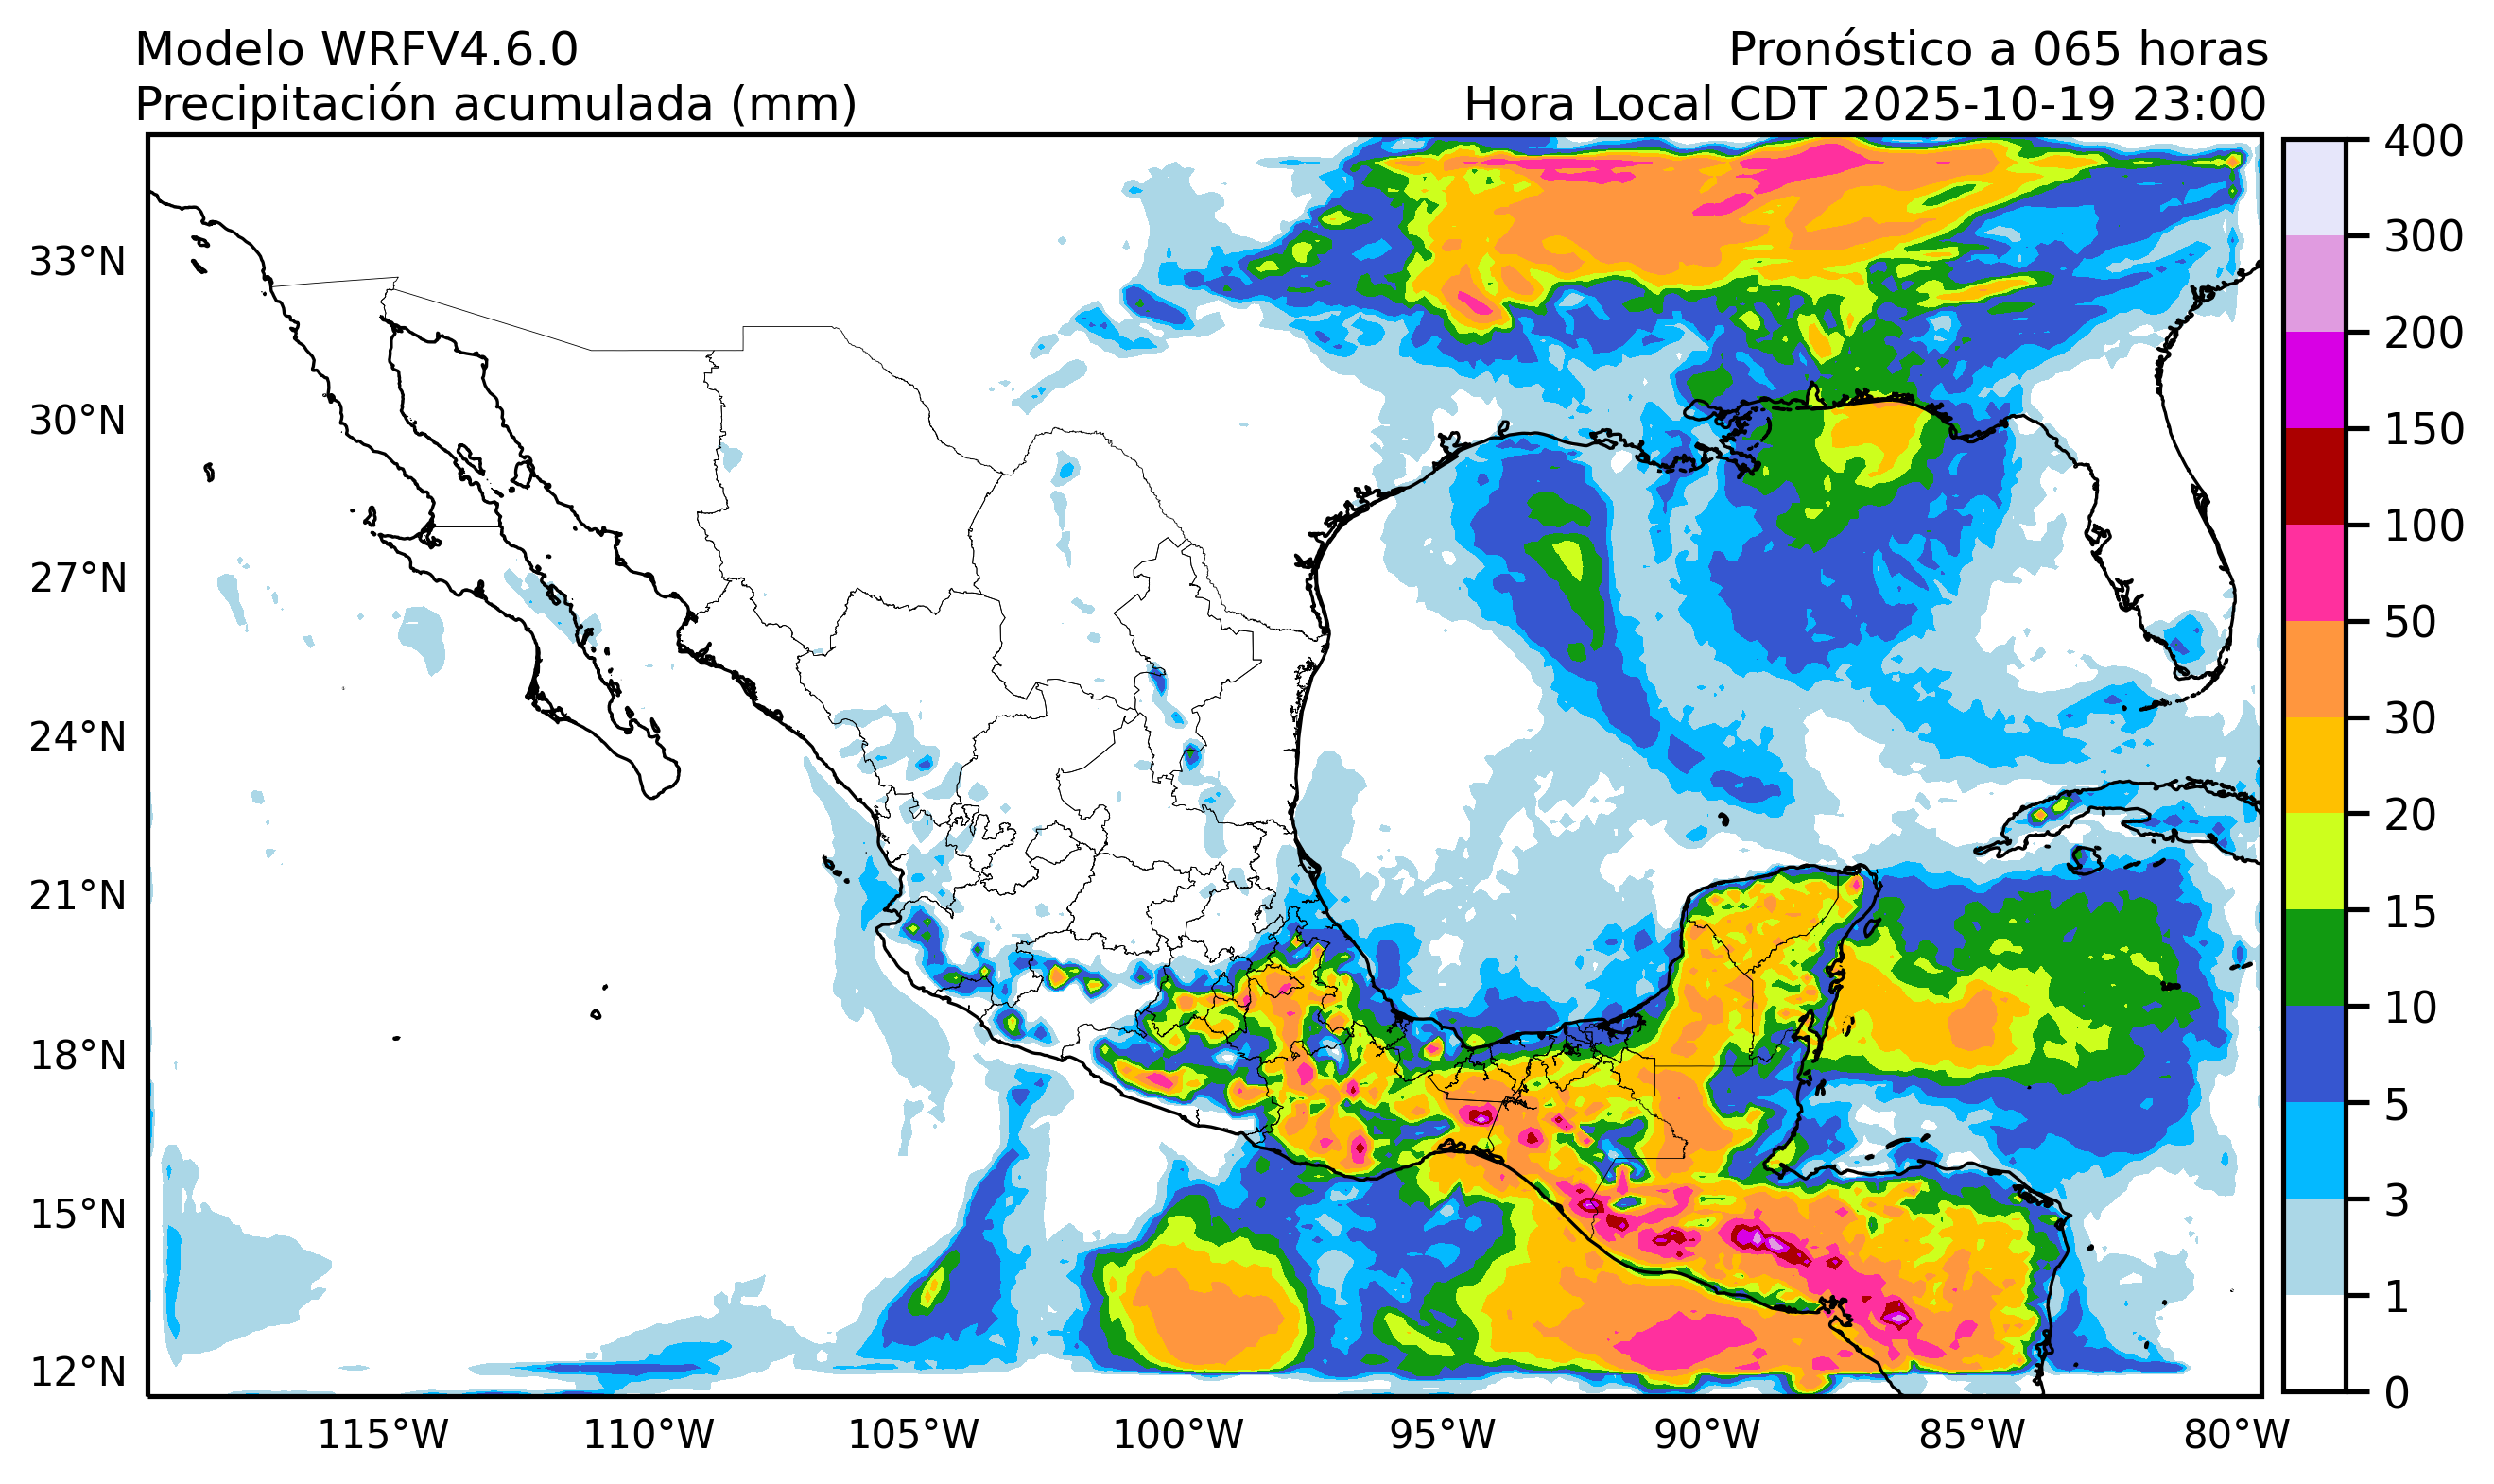 Modelo WRFV4.6.0
Pronóstico a 065 horas
Precipitación acumulada (mm)
Hora Local CDT 2025-10-19 23:00
33°N
30°N
27°N
24°N
21°N
18°N
15°N
12°N
115°W
110°W
105°W
100°W
95°W
90°W
85°W
80°W
400
300
200
150
100
50
30
20
15
10
5
3
1
0